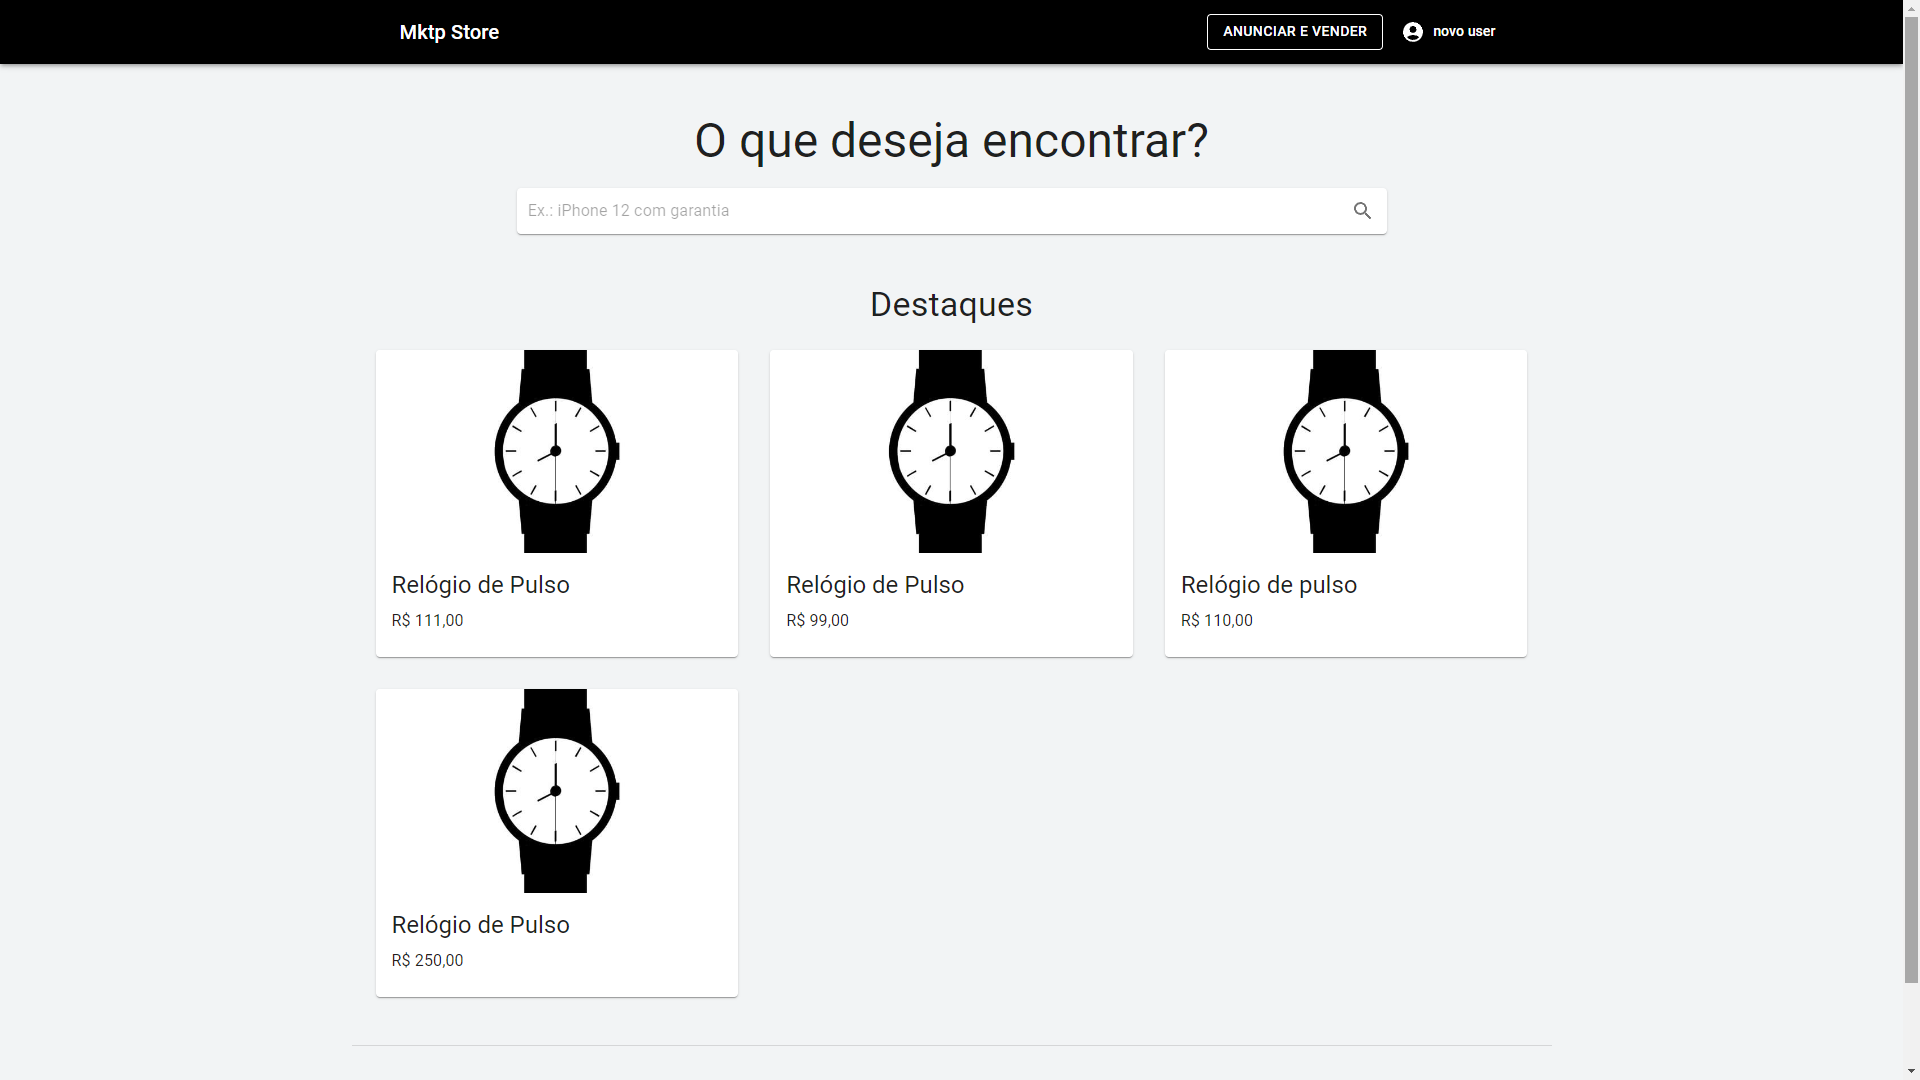 Mktp Store
ANUNCIAR E VENDER
novo user
O que deseja encontrar?
Ex.: iPhone 12 com garantia
Destaques
Relógio de Pulso
R$ 111,00
Relógio de Pulso
R$ 99,00
Relógio de pulso
R$ 110,00
Relógio de Pulso
R$ 250,00